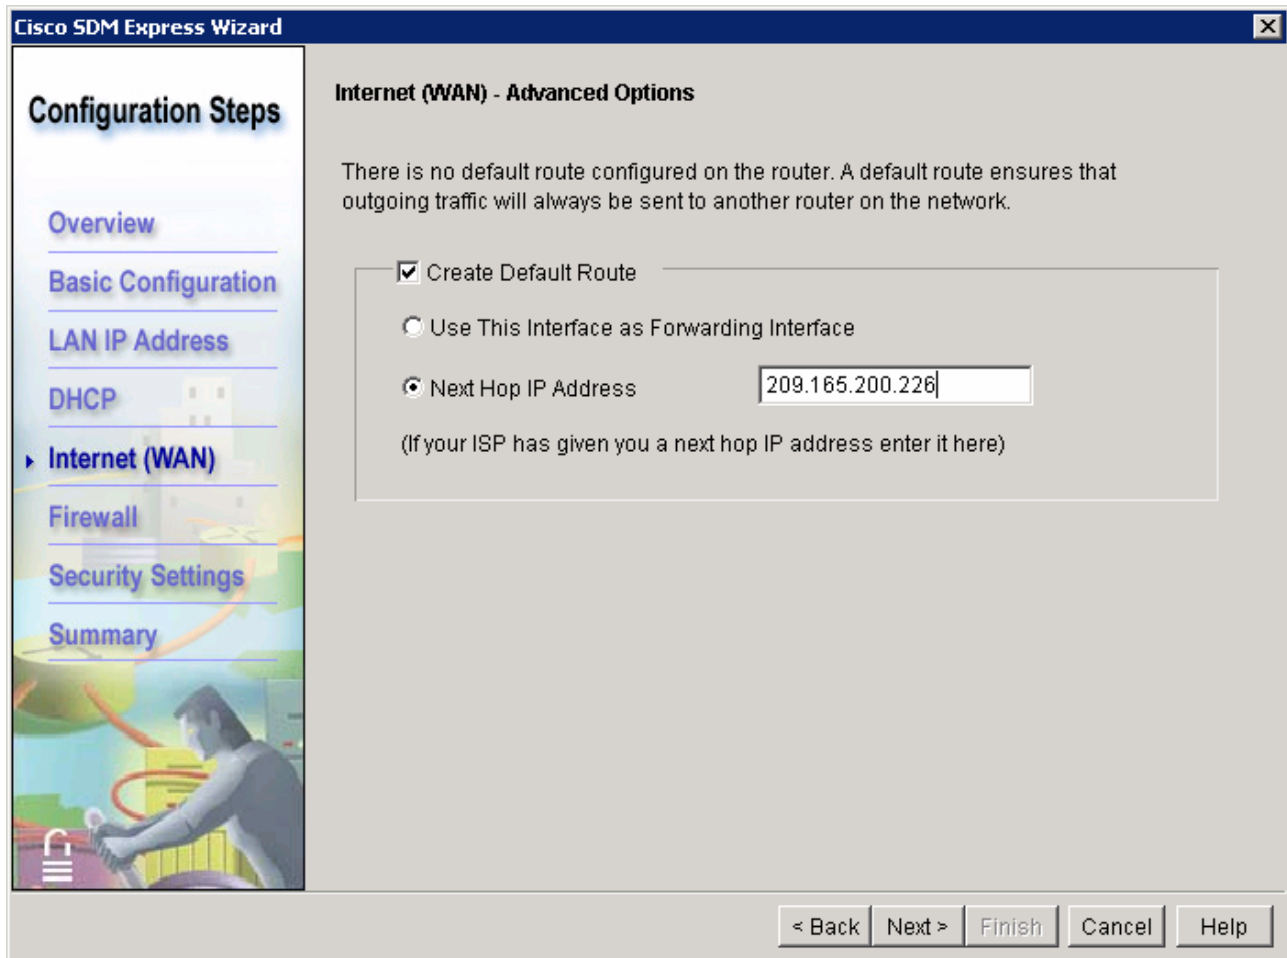 Cisco SDM Express Wizard
Configuration Steps
Overview
Basic Configuration
LAN IP Address
DHCP
Internet (WAN)
Firewall
Security Settings
Summary
Internet (WAN) - Advanced Options
There is no default route configured on the router. A default route ensures that
outgoing traffic will always be sent to another router on the network.
Create Default Route
Use This Interface as Forwarding Interface
Next Hop IP Address
209.165.200.226
(If your ISP has given you a next hop IP address enter it here)
< Back
Next >
Finish
Cancel
Help